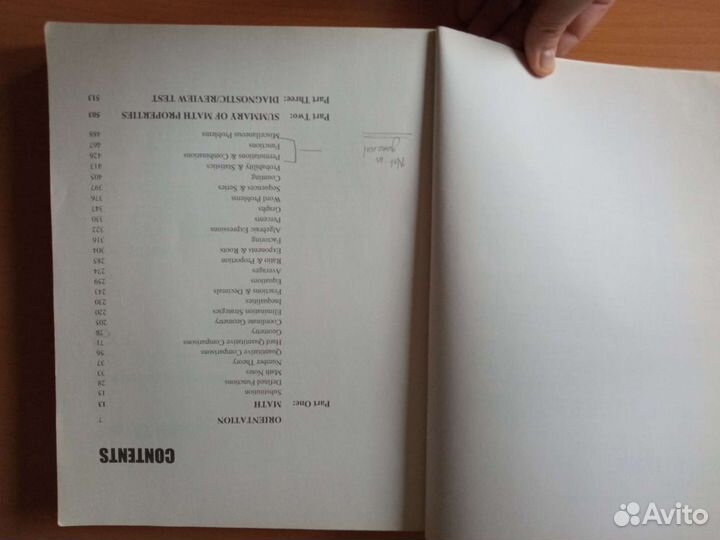 CONTENTS
ORIENTATION 7
Part One: MATH 13
Substitution 15
Defined Functions 28
Math Notes 33
Number Theory 37
Quantitative Comparisons 56
Hard Quantitative Comparisons 71
Geometry 78
Coordinate Geometry 205
Elimination Strategies 220
Inequalities 230
Fractions & Decimals 243
Equations 259
Averages 274
Ratio & Proportion 285
Exponents & Roots 304
Factoring 316
Algebraic Expressions 322
Percents 330
Graphs 343
Word Problems 376
Sequences & Series 397
Counting 405
Probability & Statistics 413
Permutations & Combinations 426
Functions 467
Miscellaneous Problems 488
Not in
Part Two: SUMMARY OF MATH PROPERTIES 503
Part Three: DIAGNOSTIC/REVIEW TEST 513
Avito